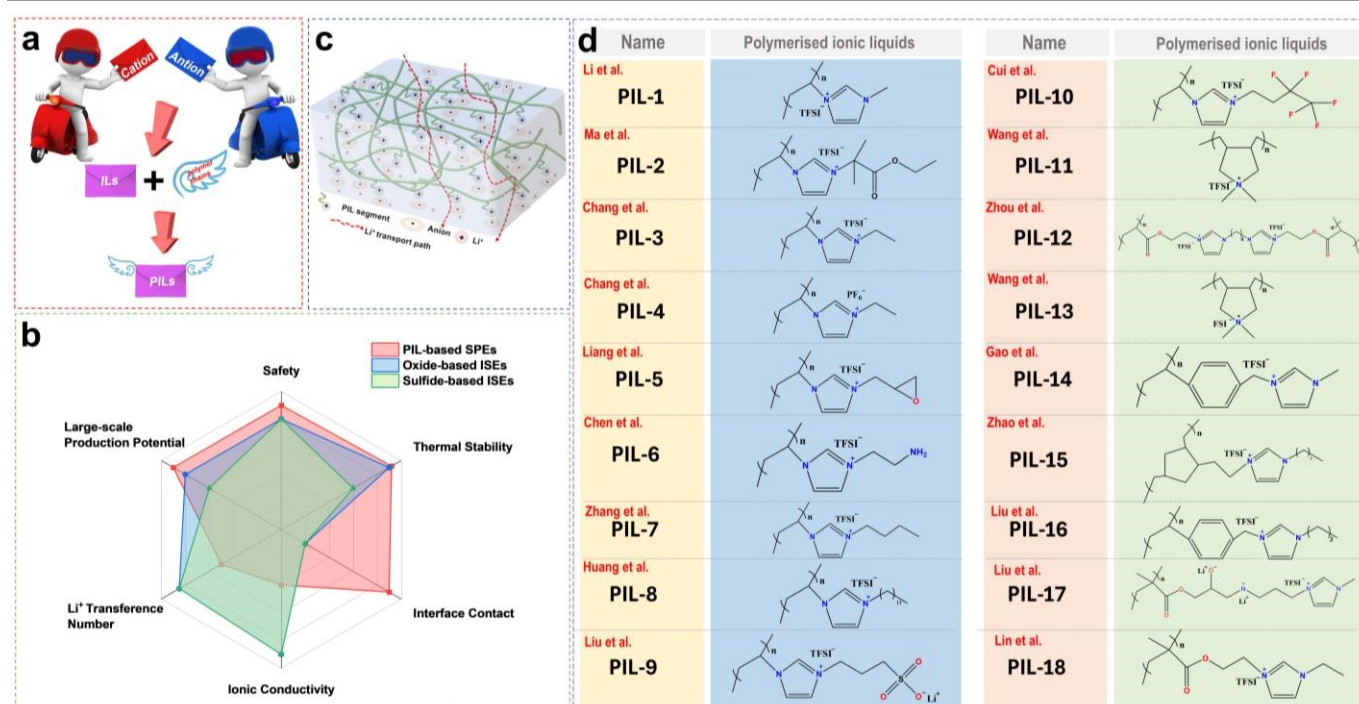 a
Cation
Antion
ILs
+
Polymer chains
PILs
b
PIL-based SPEs
Oxide-based ISEs
Sulfide-based ISEs
Safety
Thermal Stability
Interface Contact
Ionic Conductivity
Li⁺ Transference
Number
Large-scale
Production Potential
c
PIL segment
Anion
Li⁺
Li⁺ transport path
d
Name
Polymerised ionic liquids
Li et al.
PIL-1
n
N
N
+
TFSI⁻
Ma et al.
PIL-2
n
TFSI⁻
N
N
+
O
O
Chang et al.
PIL-3
n
TFSI⁻
N
N
+
Chang et al.
PIL-4
n
PF₆⁻
N
N
+
Liang et al.
PIL-5
n
TFSI⁻
N
N
+
O
Chen et al.
PIL-6
n
TFSI⁻
N
N
+
NH₂
Zhang et al.
PIL-7
n
TFSI⁻
N
N
+
Huang et al.
PIL-8
n
TFSI⁻
N
N
+
Liu et al.
PIL-9
n
TFSI⁻
N
N
+
O
S
O
O⁻
Li⁺
Name
Polymerised ionic liquids
Cui et al.
PIL-10
n
TFSI⁻
N
N
+
F
F
F
F
F
Wang et al.
PIL-11
n
TFSI⁻
N
+
Zhou et al.
PIL-12
n
O
O
TFSI⁻
N
N
4
N
N
TFSI⁻
O
O
n
Wang et al.
PIL-13
n
FSI⁻
N
+
Gao et al.
PIL-14
n
TFSI⁻
N
N
+
Zhao et al.
PIL-15
n
TFSI⁻
N
N
+
Liu et al.
PIL-16
n
TFSI⁻
N
N
+
3
Liu et al.
PIL-17
n
O
O
Li⁺
O⁻
N
Li⁺
TFSI⁻
N
N
Lin et al.
PIL-18
n
O
O
N
N
+
TFSI⁻